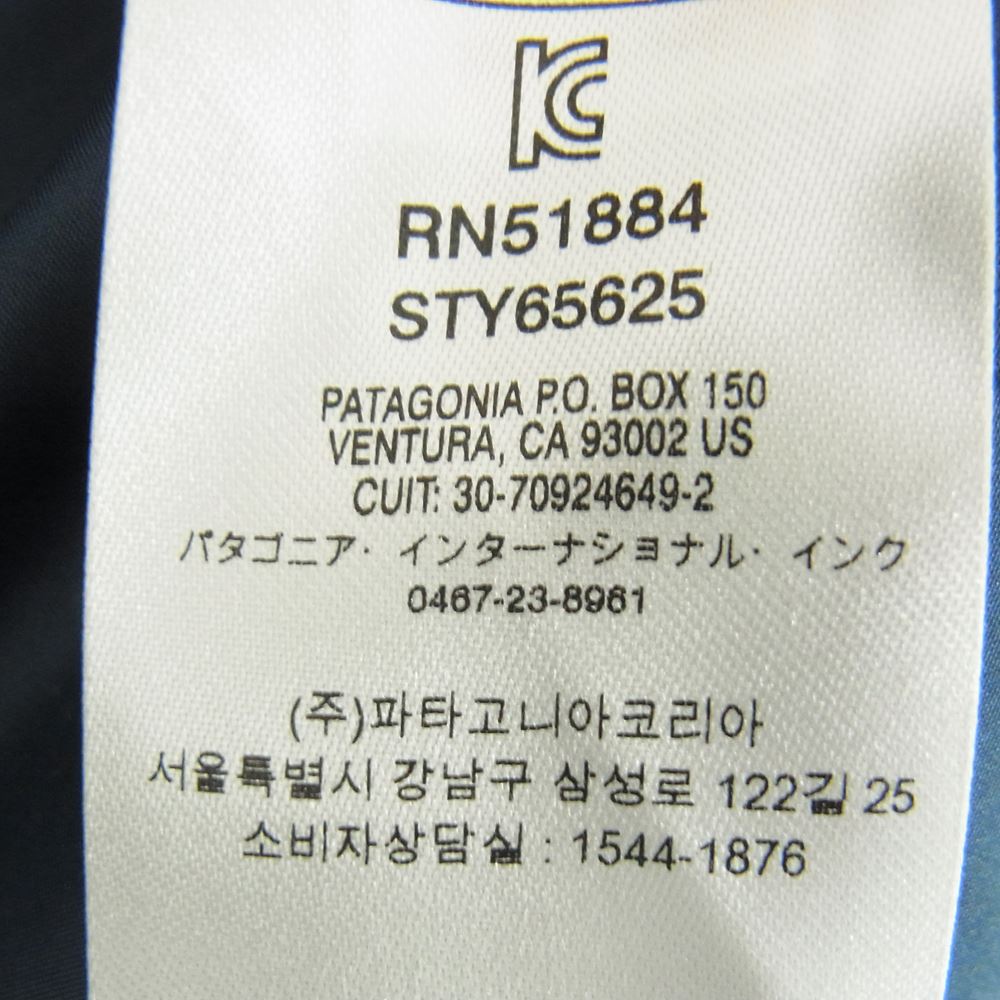 KC
RN51884
STY65625
PATAGONIA P.O. BOX 150
VENTURA, CA 93002 US
CUIT: 30-70924649-2
パタゴニア・インターナショナル・インク
0467-23-8961
(주)파타고니아코리아
서울특별시 강남구 삼성로 122길 25
소비자상담실 : 1544-1876